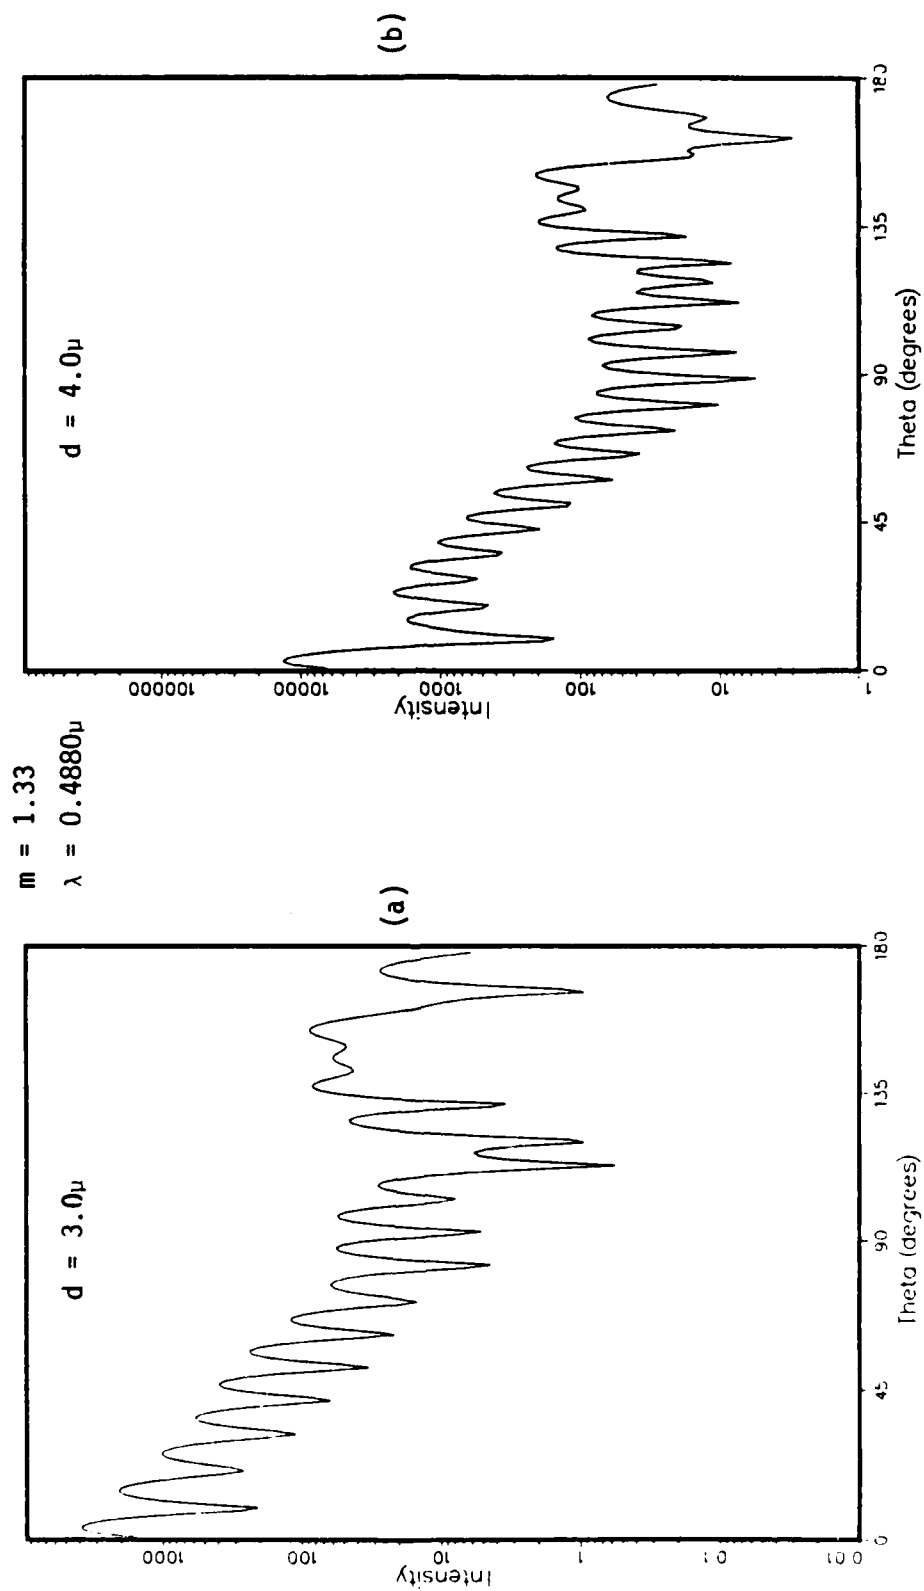 m = 1.33
λ = 0.4880μ
d = 3.0μ
Intensity
1000
100
10
1
0.1
0.01
0
45
90
135
180
Theta (degrees)
(a)
d = 4.0μ
Intensity
100000
10000
1000
100
10
1
0
45
90
135
180
Theta (degrees)
(b)